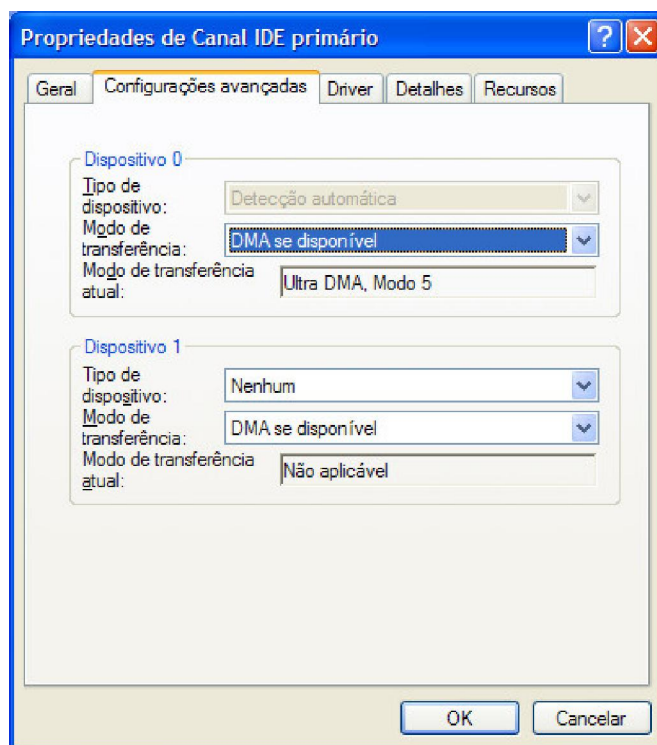 Propriedades de Canal IDE primário
Geral Configurações avançadas Driver Detalhes Recursos
Dispositivo 0
Tipo de
dispositivo:
Detecção automática
Modo de
transferência:
DMA se disponível
Modo de transferência
atual:
Ultra DMA, Modo 5
Dispositivo 1
Tipo de
dispositivo:
Nenhum
Modo de
transferência:
DMA se disponível
Modo de transferência
atual:
Não aplicável
OK Cancelar